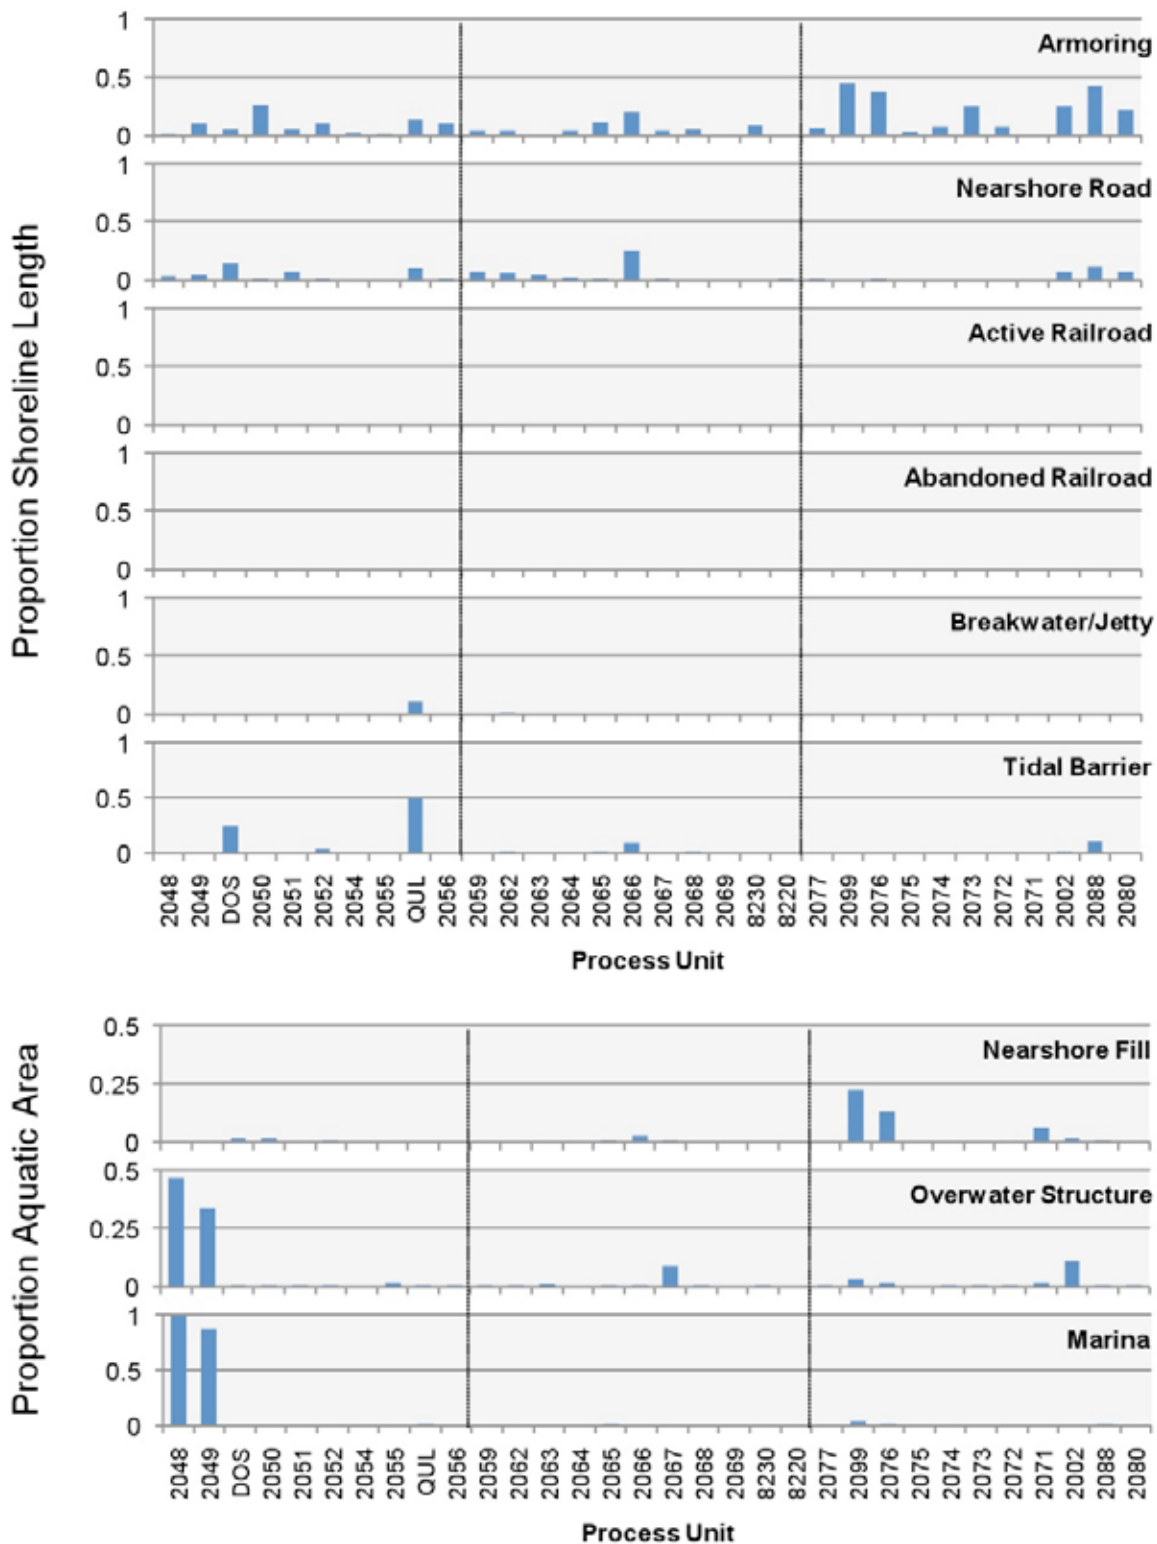 Proportion Shoreline Length
1
Armoring
0.5
0
1
Nearshore Road
0.5
0
1
Active Railroad
0.5
0
1
Abandoned Railroad
0.5
0
1
Breakwater/Jetty
0.5
0
1
Tidal Barrier
0.5
0
2048 2049 DOS 2050 2051 2052 2054 2055 QUL 2056 2059 2062 2063 2064 2065 2066 2067 2068 2069 8230 8220 2077 2099 2076 2075 2074 2073 2072 2071 2002 2088 2080
Process Unit
Proportion Aquatic Area
0.5
Nearshore Fill
0.25
0
0.5
Overwater Structure
0.25
0
1
Marina
0.5
0
2048 2049 DOS 2050 2051 2052 2054 2055 QUL 2056 2059 2062 2063 2064 2065 2066 2067 2068 2069 8230 8220 2077 2099 2076 2075 2074 2073 2072 2071 2002 2088 2080
Process Unit